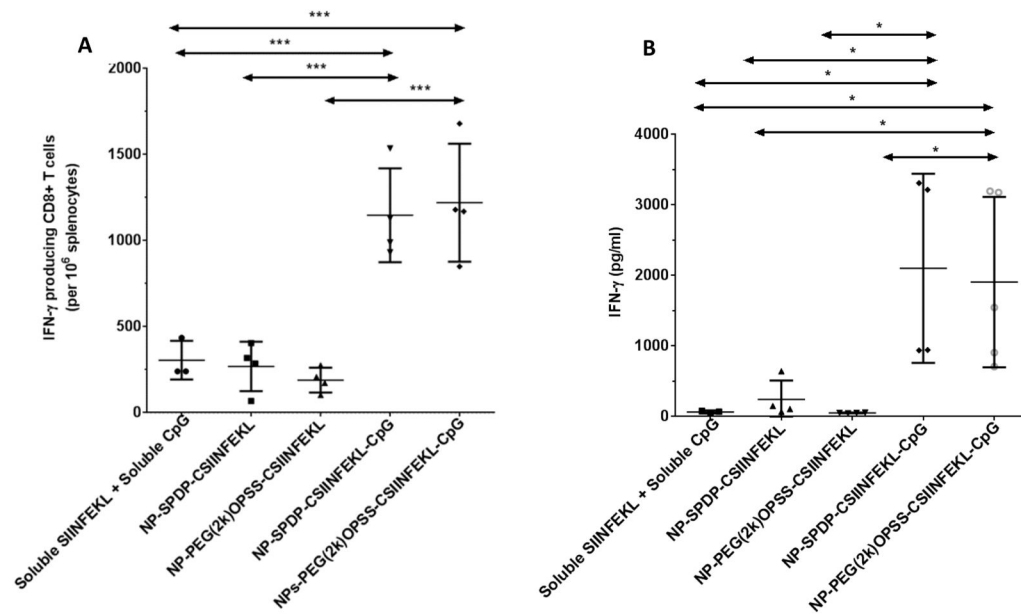 A
***
***
***
***
IFN-γ producing CD8+ T cells
(per 10⁶ splenocytes)
2000
1500
1000
500
0
Soluble SIINFEKL + Soluble CpG
NP-SPDP-CSIINFEKL
NP-PEG(2k)OPSS-CSIINFEKL
NP-SPDP-CSIINFEKL-CpG
NPs-PEG(2k)OPSS-CSIINFEKL-CpG
B
*
*
*
*
*
*
IFN-γ (pg/ml)
4000
3000
2000
1000
0
Soluble SIINFEKL + Soluble CpG
NP-SPDP-CSIINFEKL
NP-PEG(2k)OPSS-CSIINFEKL
NP-SPDP-CSIINFEKL-CpG
NP-PEG(2k)OPSS-CSIINFEKL-CpG